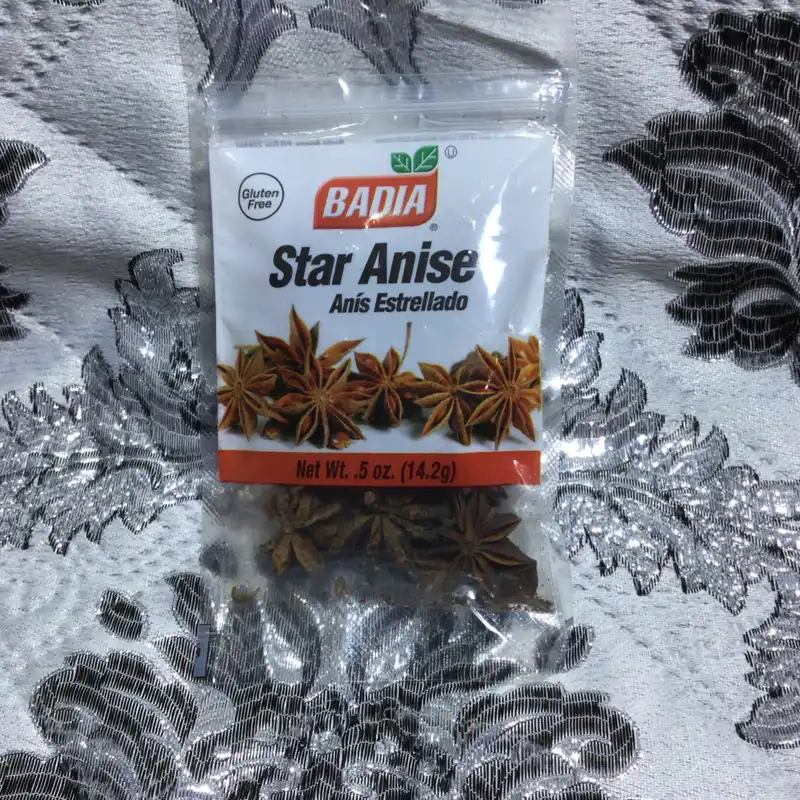 Gluten
Free
BADIA
®
Ⓤ
Star Anise
Anís Estrellado
Net Wt. .5 oz. (14.2g)